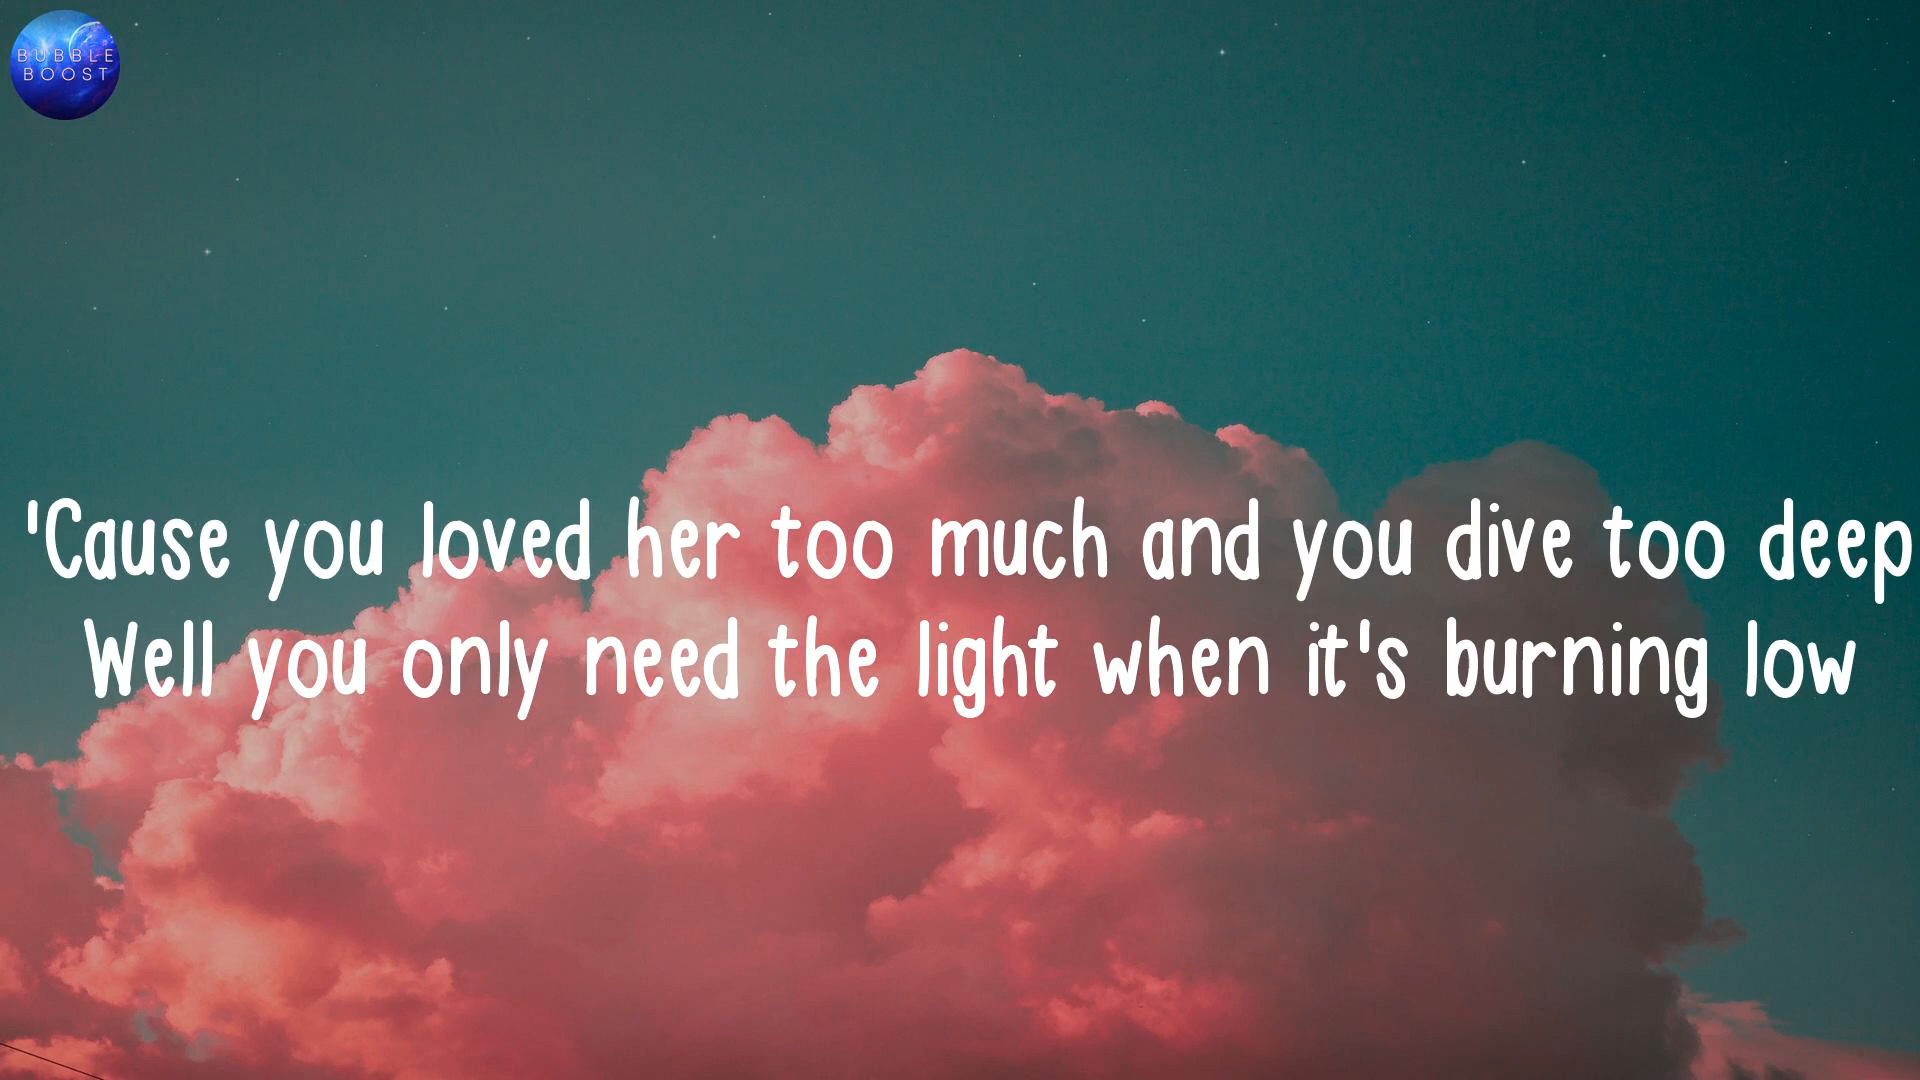 BUBBLE
BOOST
'Cause you loved her too much and you dive too deep
Well you only need the light when it's burning low